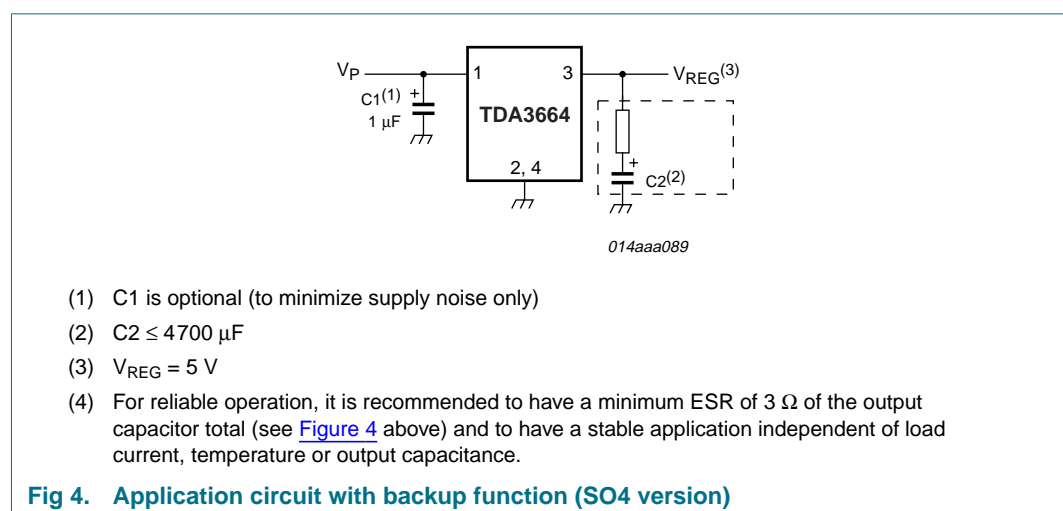 V_P
1
3
V_REG(3)
C1(1) +
1 μF
TDA3664
2, 4
+
C2(2)
014aaa089
(1) C1 is optional (to minimize supply noise only)
(2) C2 ≤ 4700 μF
(3) V_REG = 5 V
(4) For reliable operation, it is recommended to have a minimum ESR of 3 Ω of the output
capacitor total (see Figure 4 above) and to have a stable application independent of load
current, temperature or output capacitance.
Fig 4. Application circuit with backup function (SO4 version)